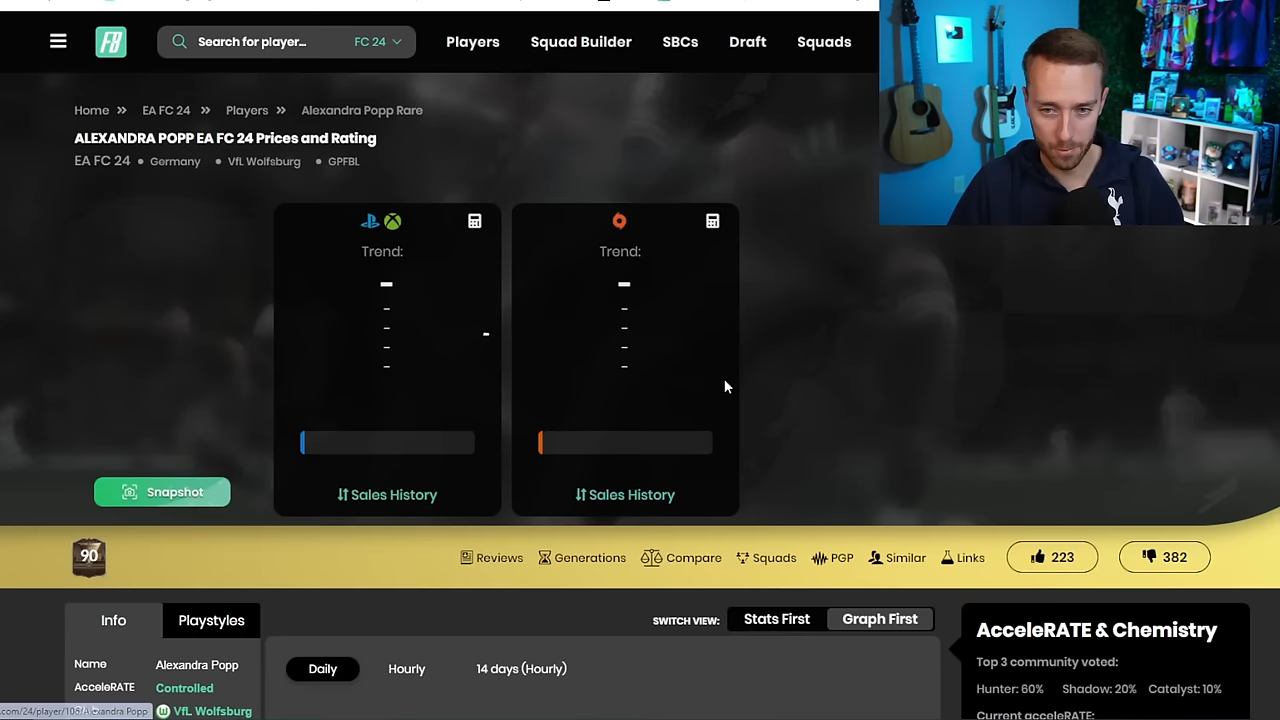 FB
Search for player...
FC 24
Players
Squad Builder
SBCs
Draft
Squads
Home » EA FC 24 » Players » Alexandra Popp Rare
ALEXANDRA POPP EA FC 24 Prices and Rating
EA FC 24 • Germany • VfL Wolfsburg • GPFBL
Trend:
-
-
-
-
-
-
Sales History
Trend:
-
-
-
-
-
Sales History
Snapshot
90
Reviews
Generations
Compare
Squads
PGP
Similar
Links
223
382
Info
Playstyles
SWITCH VIEW:
Stats First
Graph First
Name
Alexandra Popp
AcceleRATE
Controlled
VfL Wolfsburg
Daily
Hourly
14 days (Hourly)
AcceleRATE & Chemistry
Top 3 community voted:
Hunter: 60% Shadow: 20% Catalyst: 10%
Current acceleRATE: